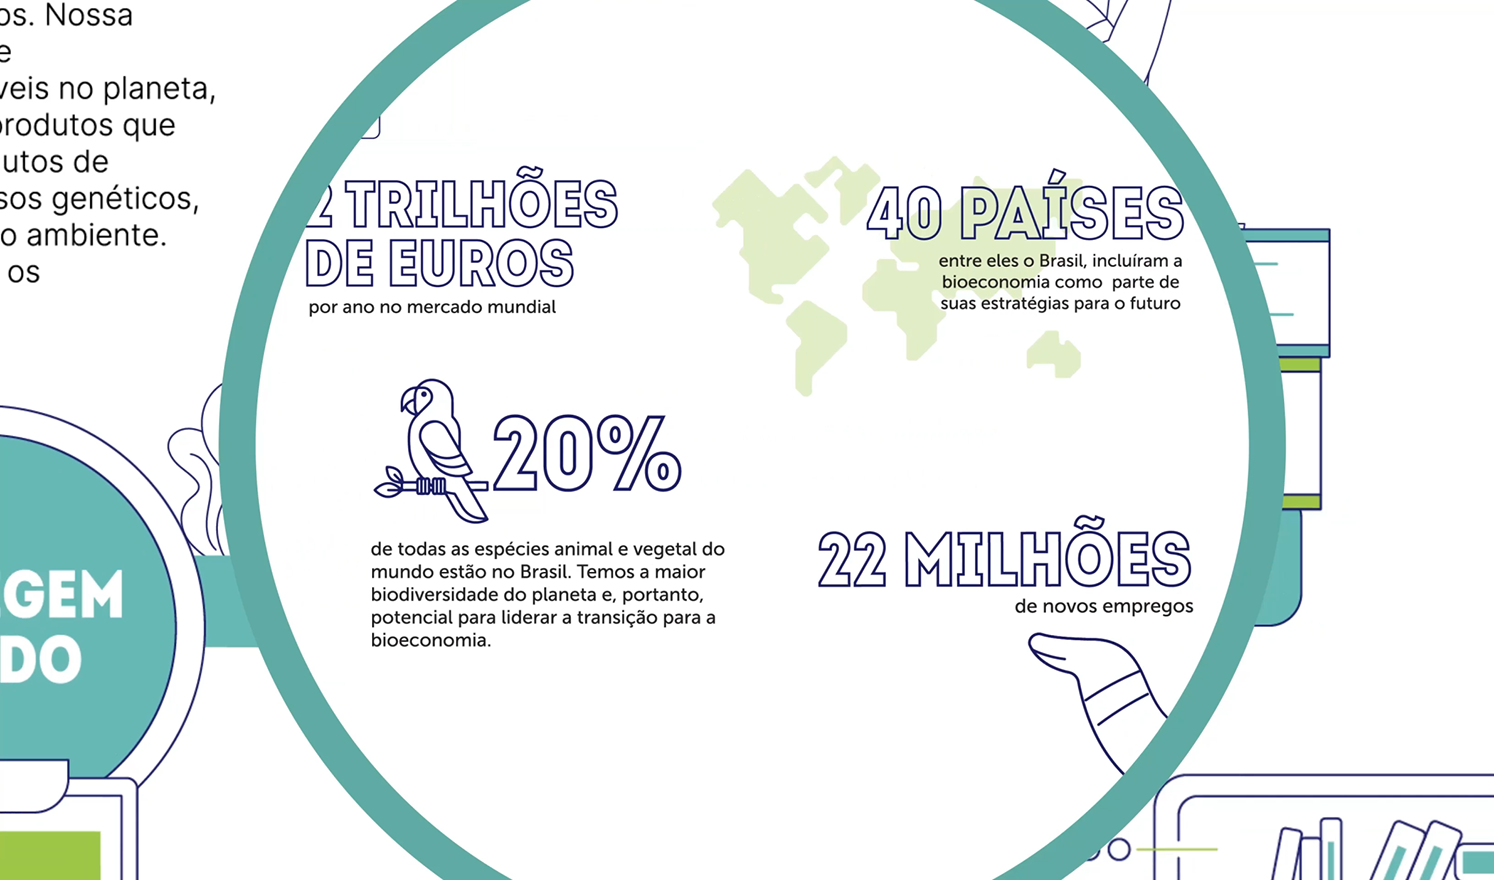 os. Nossa
e
veis no planeta,
produtos que
utos de
sos genéticos,
o ambiente.
os
2 TRILHÕES
DE EUROS
por ano no mercado mundial
40 PAÍSES
entre eles o Brasil, incluíram a
bioeconomia como parte de
suas estratégias para o futuro
20%
de todas as espécies animal e vegetal do
mundo estão no Brasil. Temos a maior
biodiversidade do planeta e, portanto,
potencial para liderar a transição para a
bioeconomia.
22 MILHÕES
de novos empregos
GEM
DO